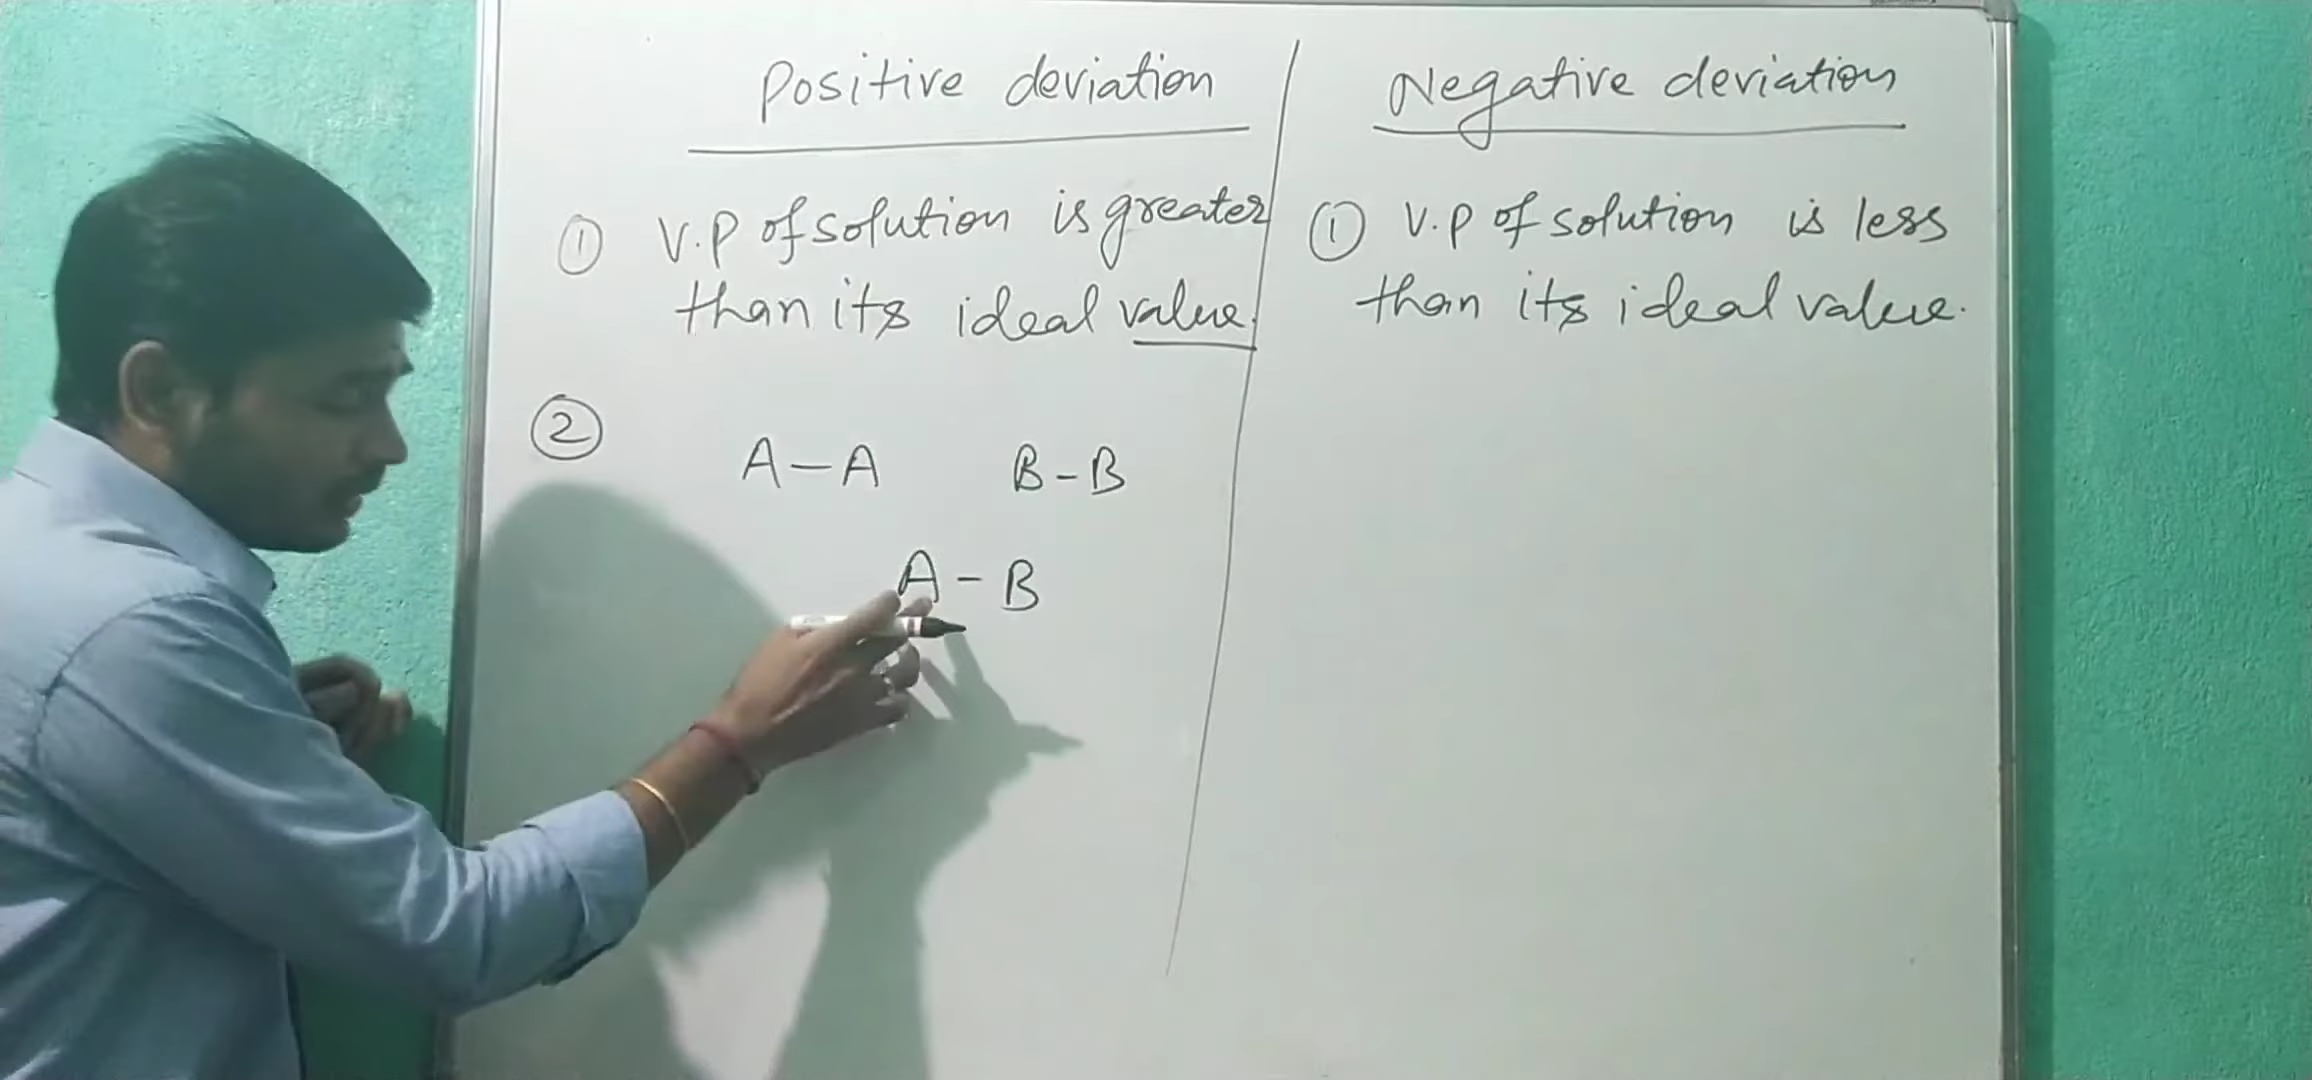 Positive deviation
① V.P of solution is greater
than its ideal value.
②
A - A B - B
A - B
Negative deviation
① V.P of solution is less
than its ideal value.